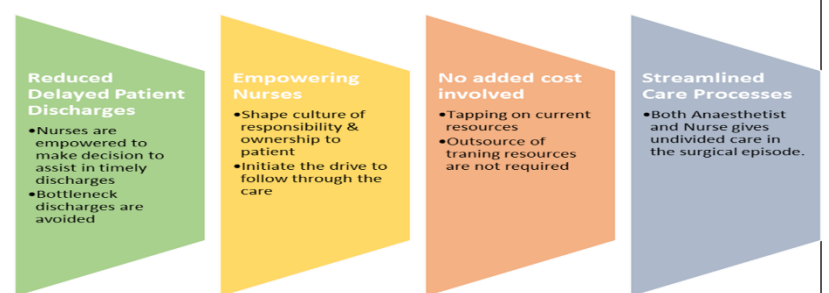 Reduced
Delayed Patient
Discharges
•Nurses are
empowered to
make decision to
assist in timely
discharges
•Bottleneck
discharges are
avoided
Empowering
Nurses
•Shape culture of
responsibility &
ownership to
patient
•Initiate the drive to
follow through the
care
No added cost
involved
•Tapping on current
resources
•Outsource of
traning resources
are not required
Streamlined
Care Processes
•Both Anaesthetist
and Nurse gives
undivided care in
the surgical episode.